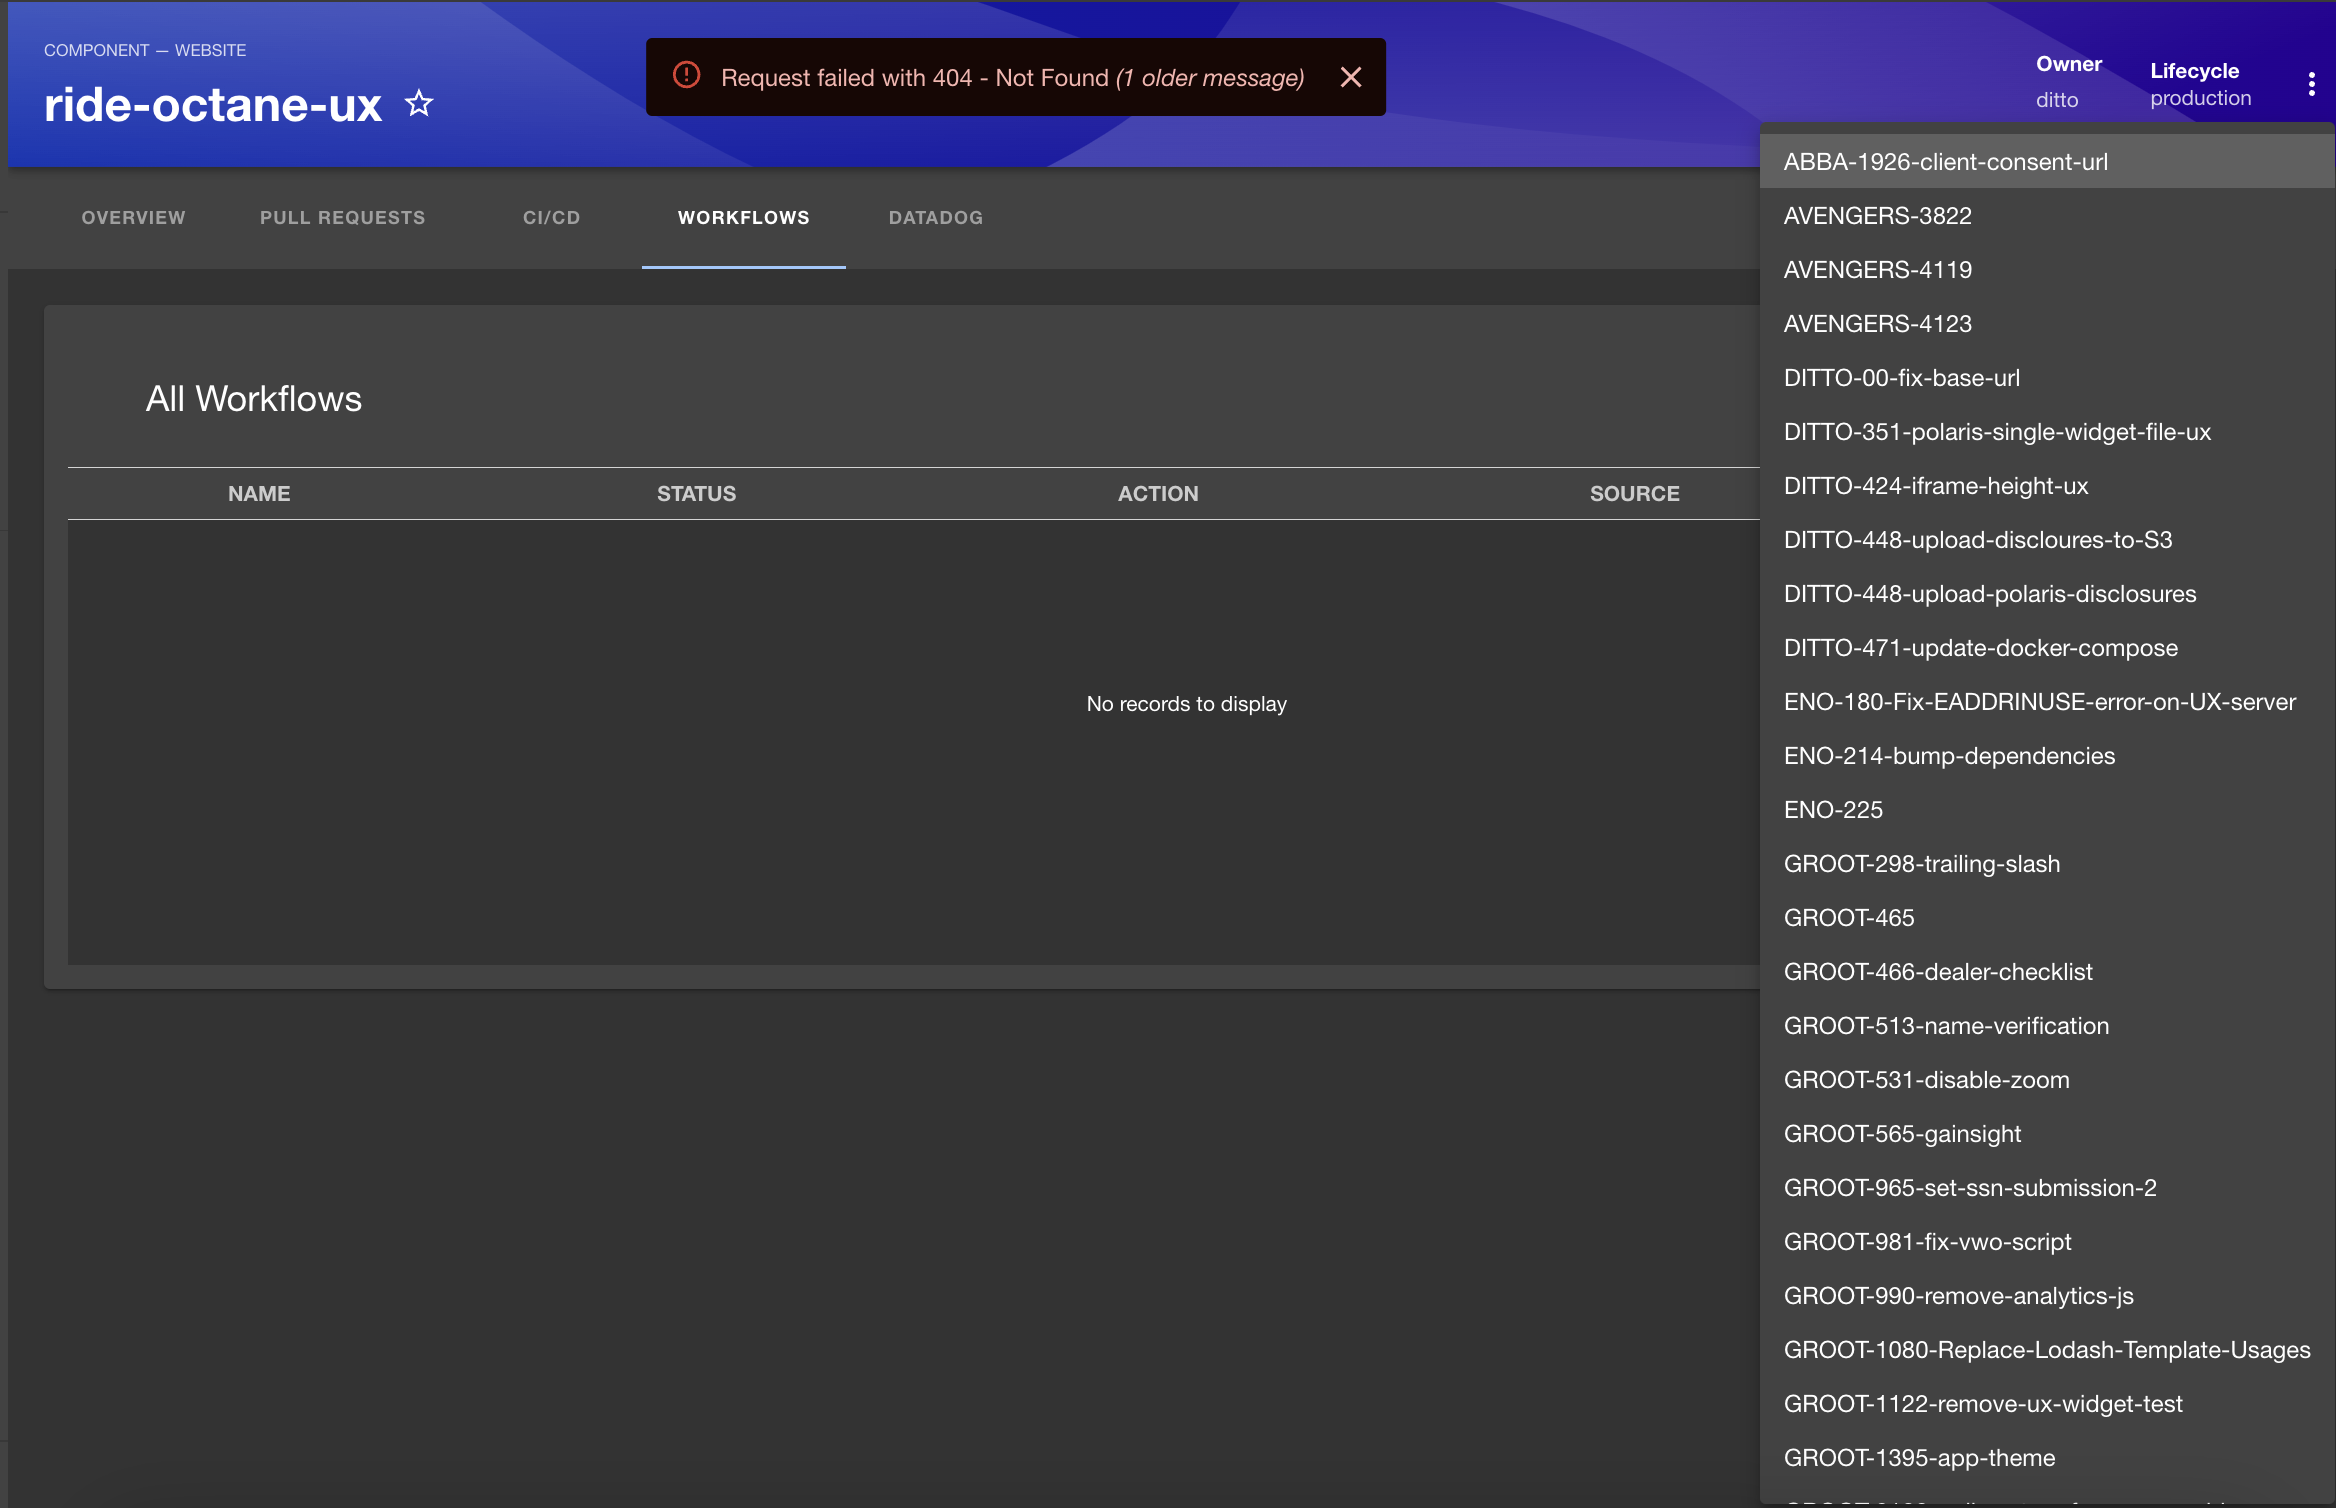 COMPONENT — WEBSITE
ride-octane-ux
Request failed with 404 - Not Found (1 older message)
Owner
ditto
Lifecycle
production
OVERVIEW
PULL REQUESTS
CI/CD
WORKFLOWS
DATADOG
All Workflows
NAME STATUS ACTION SOURCE
No records to display
ABBA-1926-client-consent-url
AVENGERS-3822
AVENGERS-4119
AVENGERS-4123
DITTO-00-fix-base-url
DITTO-351-polaris-single-widget-file-ux
DITTO-424-iframe-height-ux
DITTO-448-upload-discloures-to-S3
DITTO-448-upload-polaris-disclosures
DITTO-471-update-docker-compose
ENO-180-Fix-EADDRINUSE-error-on-UX-server
ENO-214-bump-dependencies
ENO-225
GROOT-298-trailing-slash
GROOT-465
GROOT-466-dealer-checklist
GROOT-513-name-verification
GROOT-531-disable-zoom
GROOT-565-gainsight
GROOT-965-set-ssn-submission-2
GROOT-981-fix-vwo-script
GROOT-990-remove-analytics-js
GROOT-1080-Replace-Lodash-Template-Usages
GROOT-1122-remove-ux-widget-test
GROOT-1395-app-theme